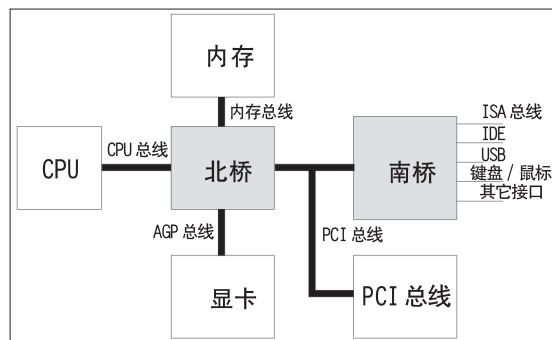 内存
内存总线
CPU
CPU 总线
北桥
南桥
ISA 总线
IDE
USB
键盘 / 鼠标
其它接口
AGP 总线
PCI 总线
显卡
PCI 总线